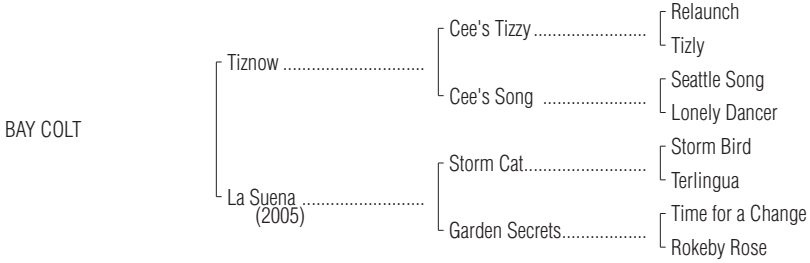 Relaunch
Cee's Tizzy ........................
Tizly
Tiznow ..............................
Seattle Song
Cee's Song ......................
Lonely Dancer
BAY COLT
Storm Bird
Storm Cat..........................
Terlingua
La Suena ..........................
(2005)
Time for a Change
Garden Secrets..................
Rokeby Rose